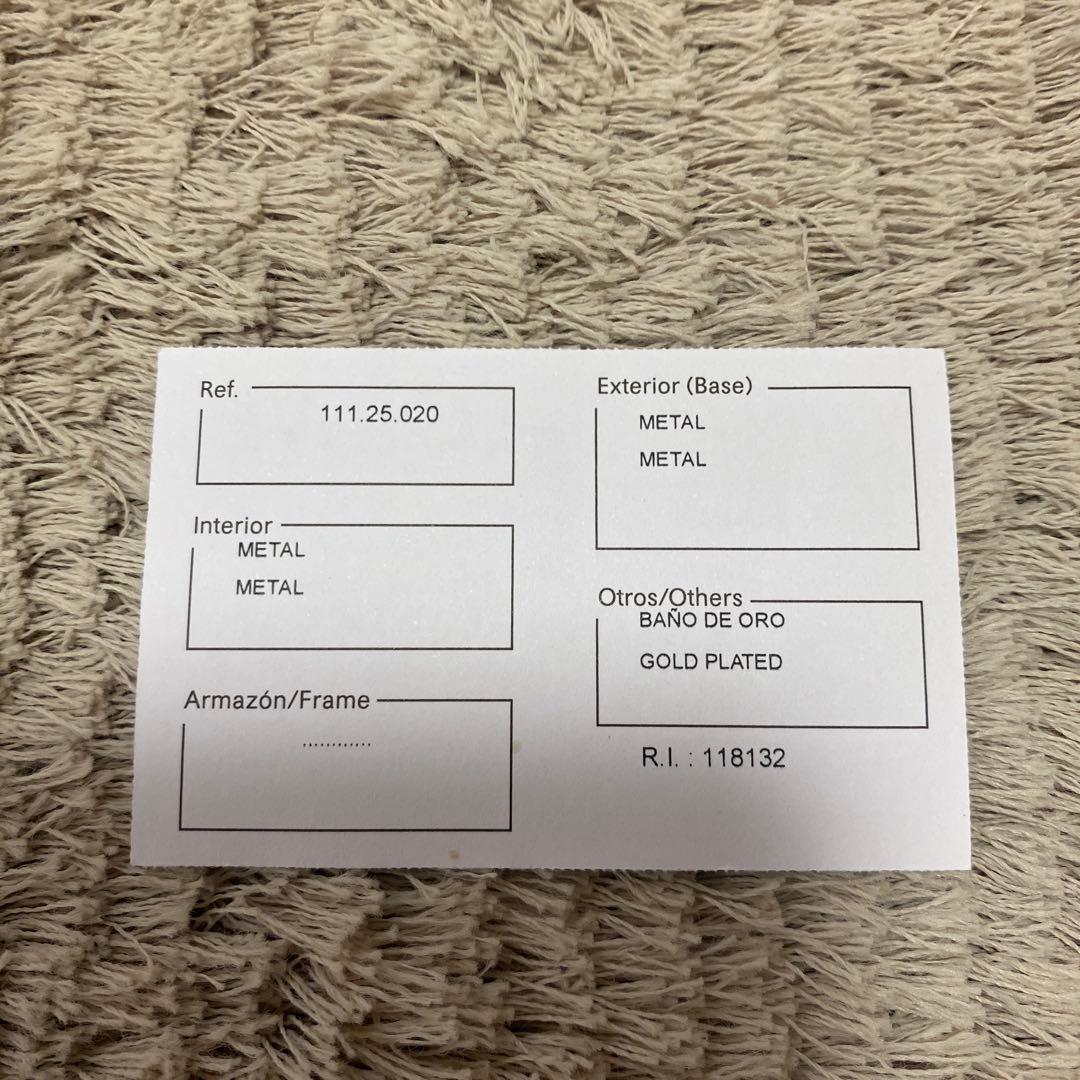 Ref.
111.25.020
Interior
METAL
METAL
Armazón/Frame
............
Exterior (Base)
METAL
METAL
Otros/Others
BAÑO DE ORO
GOLD PLATED
R.I. : 118132